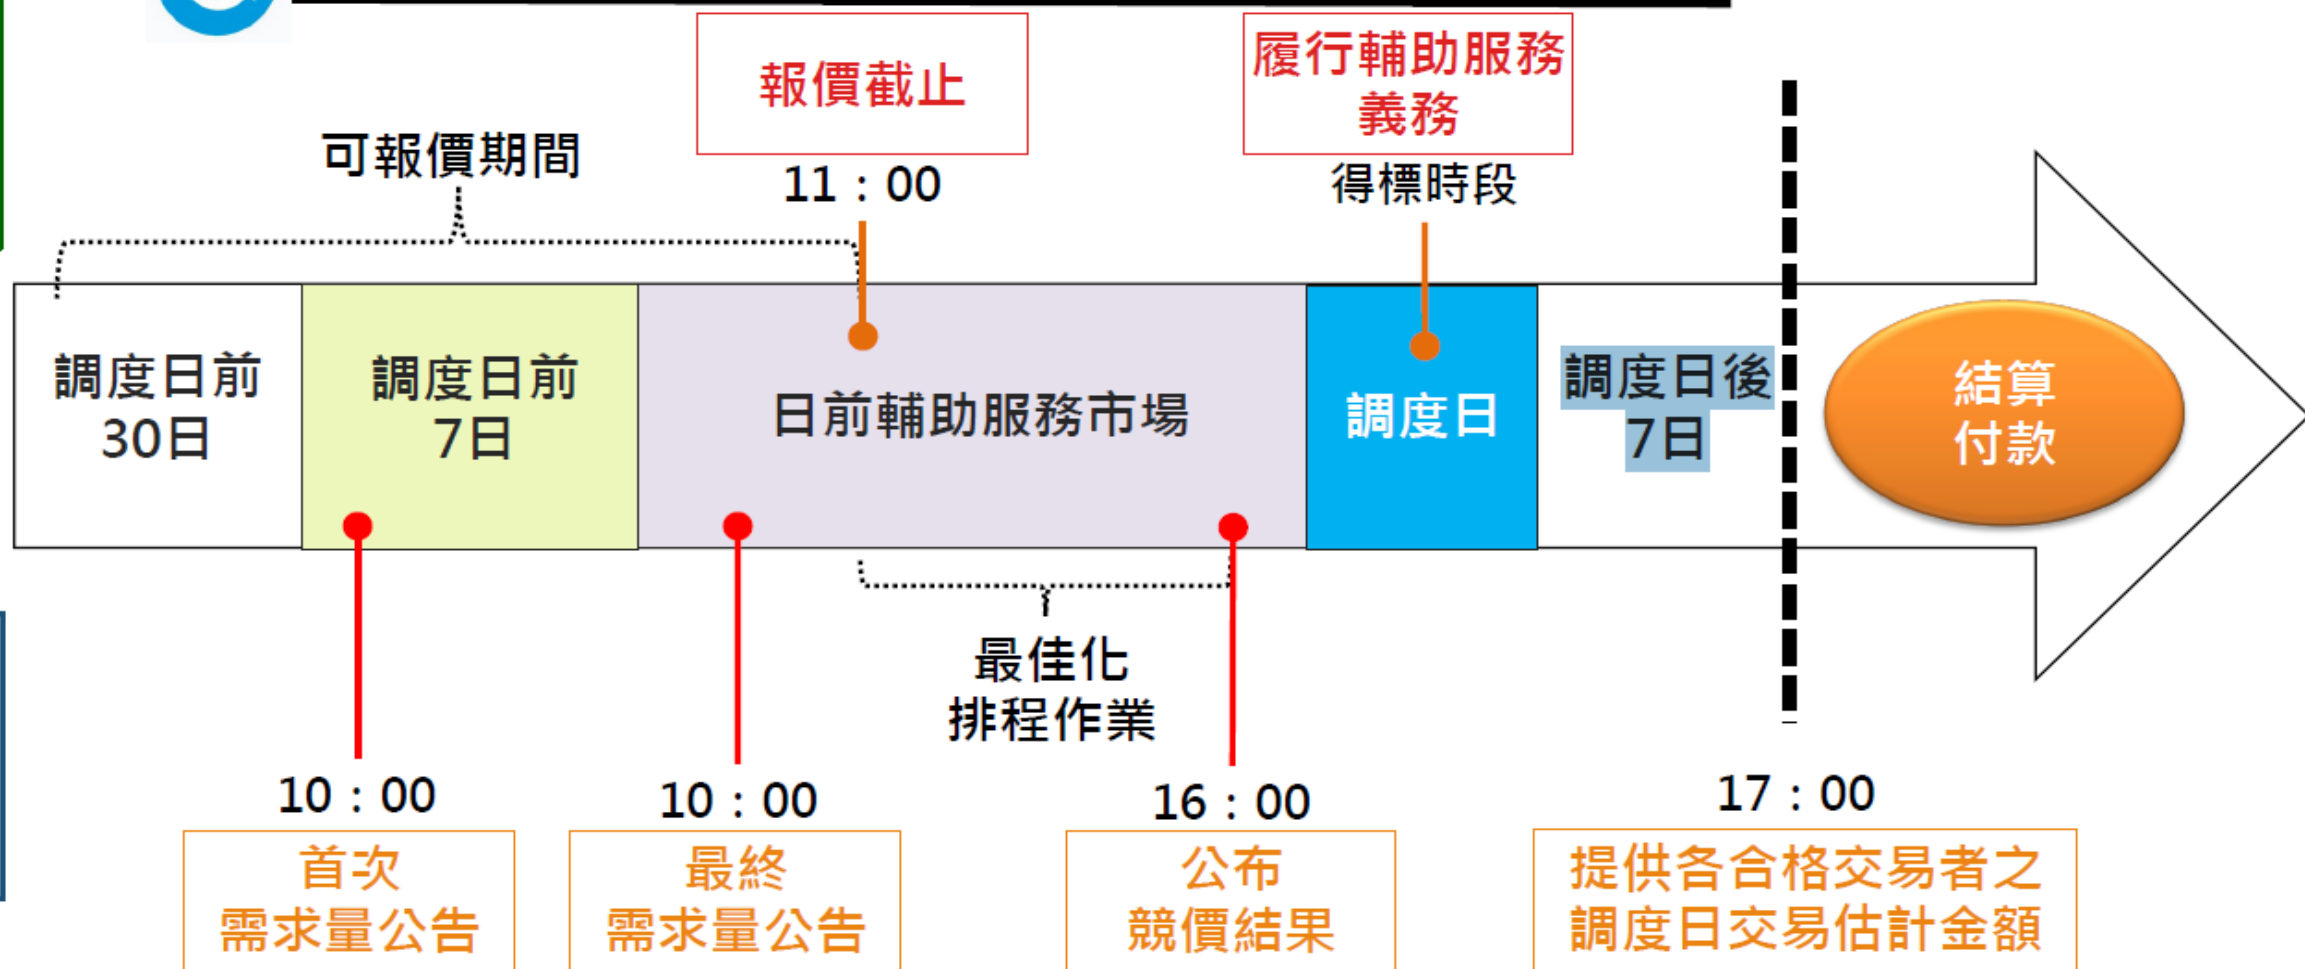 報價截止
履行輔助服務
義務
可報價期間
11：00
得標時段
調度日前
30日
調度日前
7日
日前輔助服務市場
調度日
調度日後
7日
結算
付款
最佳化
排程作業
10：00
10：00
16：00
17：00
首次
需求量公告
最終
需求量公告
公布
競價結果
提供各合格交易者之
調度日交易估計金額